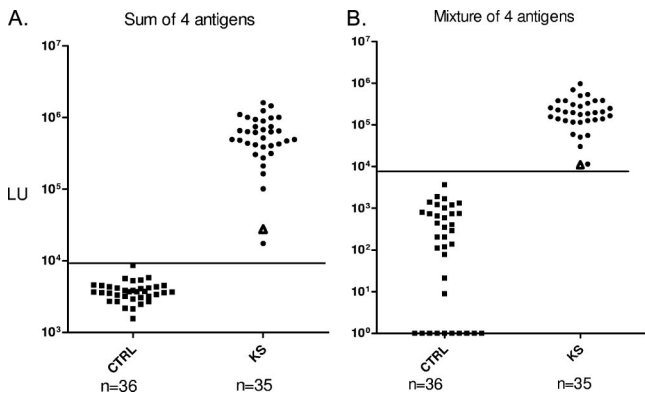 A.
Sum of 4 antigens
LU
10⁷
10⁶
10⁵
10⁴
10³
CTRL
KS
n=36
n=35
B.
Mixture of 4 antigens
10⁷
10⁶
10⁵
10⁴
10³
10²
10¹
10⁰
CTRL
KS
n=36
n=35